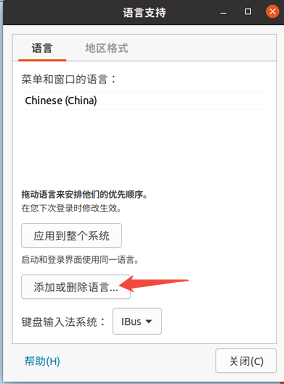 语言支持
语言
地区格式
菜单和窗口的语言：
Chinese (China)
拖动语言来安排他们的优先顺序。
在您下次登录时修改生效。
应用到整个系统
启动和登录界面使用同一语言。
添加或删除语言...
键盘输入法系统： IBus
帮助(H)
关闭(C)